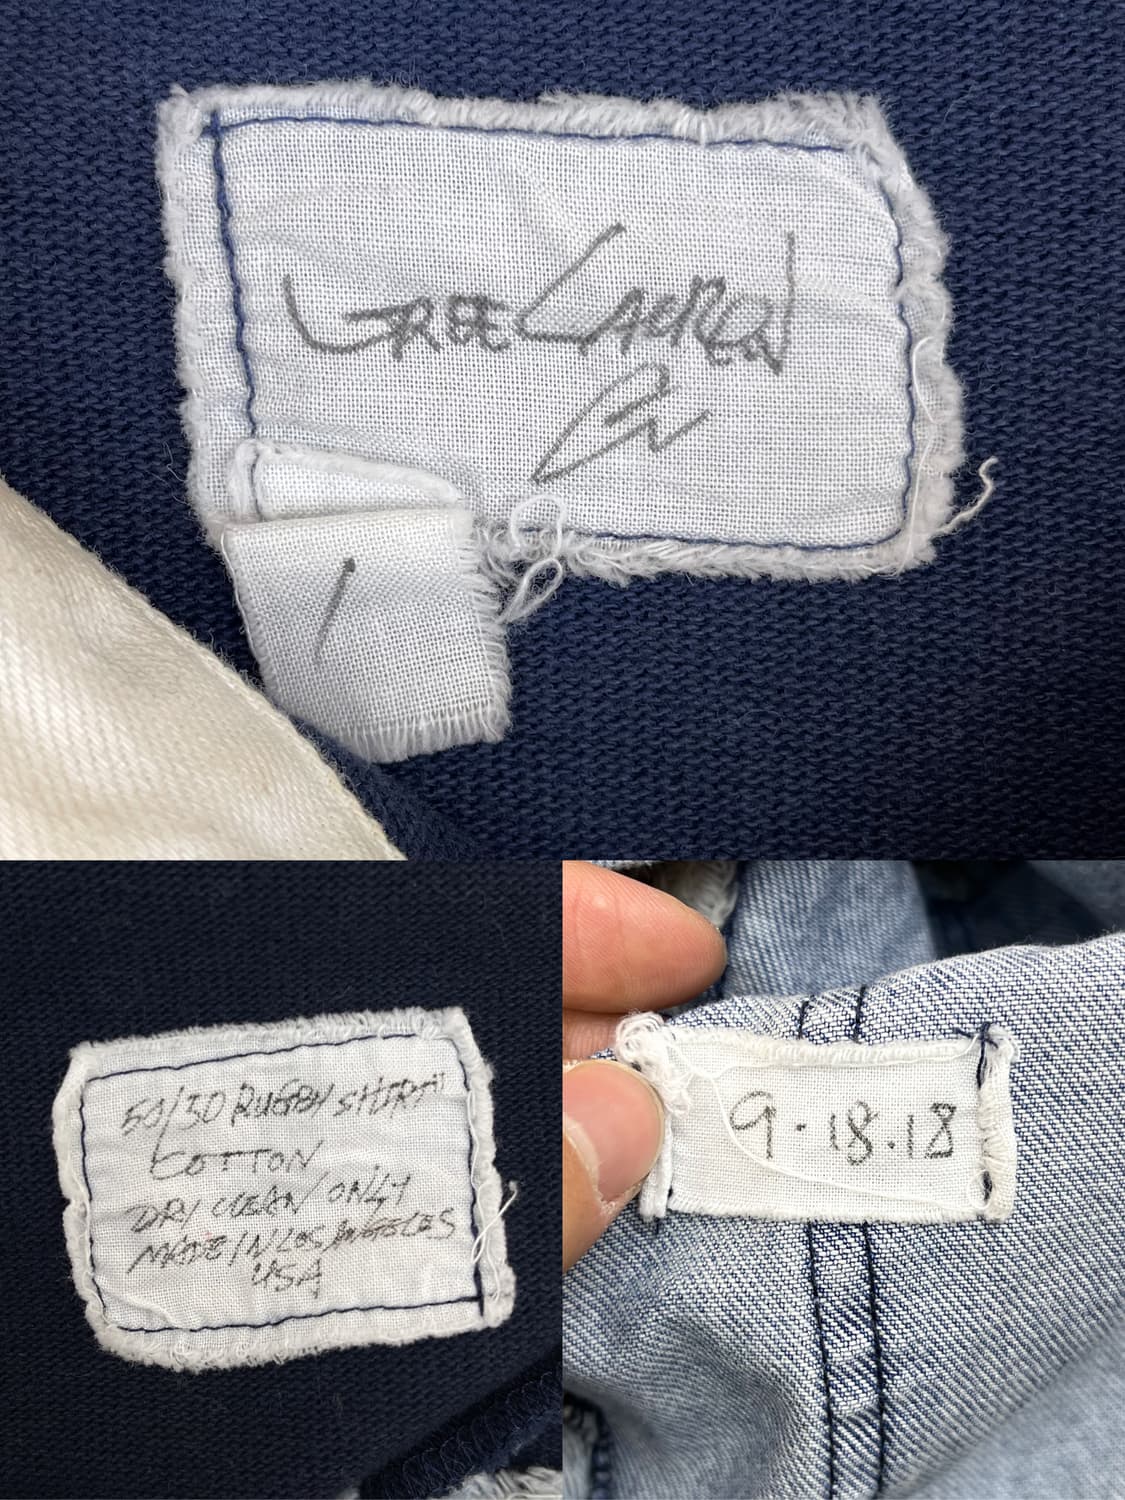 GREG LAUREN
1
50/50 RUGBY SHIRT
COTTON
DRY CLEAN ONLY
MADE IN LOS ANGELES
USA
9.18.18